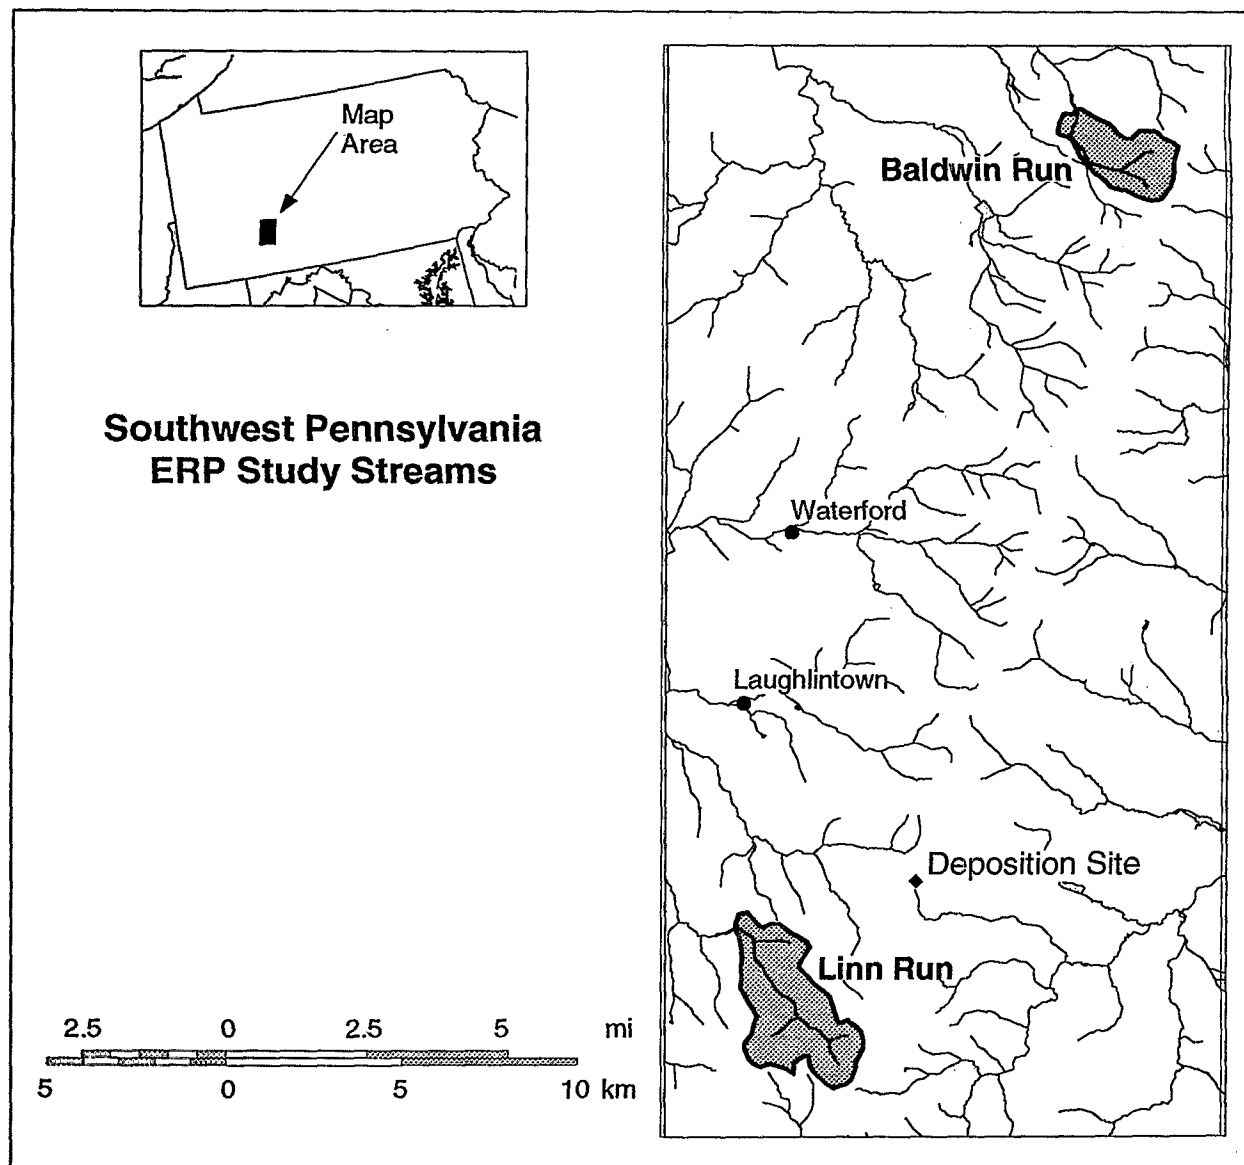 Map
Area
Baldwin Run
Southwest Pennsylvania
ERP Study Streams
Waterford
Laughlintown
Deposition Site
Linn Run
2.5 0 2.5 5 mi
5 0 5 10 km